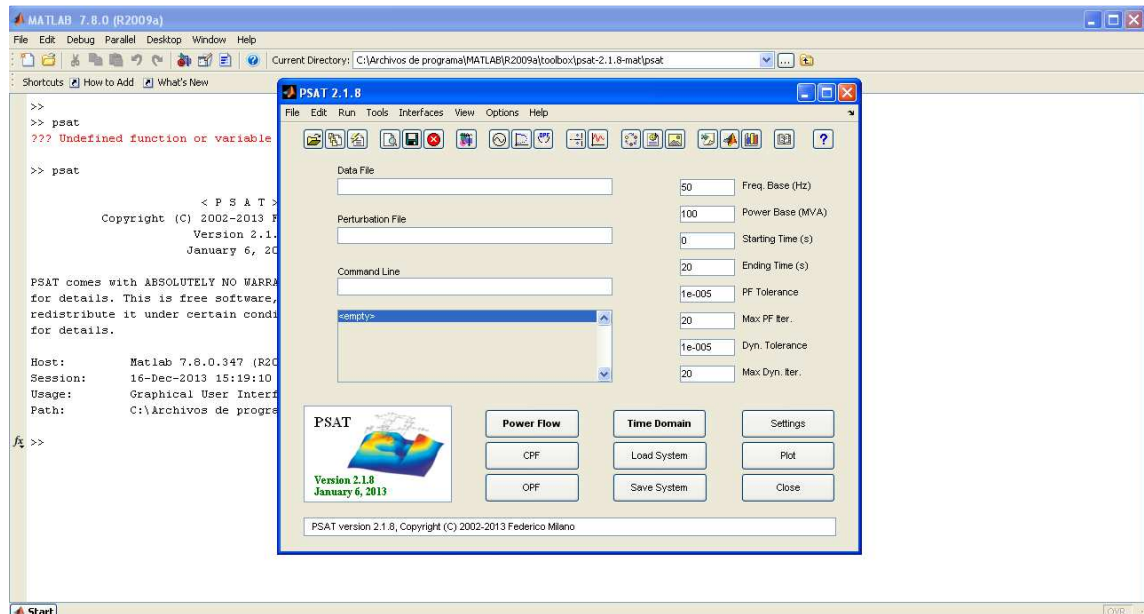 MATLAB 7.8.0 (R2009a)
File Edit Debug Parallel Desktop Window Help
Current Directory: C:\Archivos de programa\MATLAB\R2009a\toolbox\psat-2.1.8-mat\psat
Shortcuts How to Add What's New
>>
>> psat
??? Undefined function or variable
>> psat
< P S A T >
Copyright (C) 2002-2013 F
Version 2.1.
January 6, 20
PSAT comes with ABSOLUTELY NO WARRA
for details. This is free software,
redistribute it under certain condi
for details.
Host: Matlab 7.8.0.347 (R20
Session: 16-Dec-2013 15:19:10
Usage: Graphical User Interf
Path: C:\Archivos de progra
fx >>
PSAT 2.1.8
File Edit Run Tools Interfaces View Options Help
Data File
Perturbation File
Command Line
<empty>
50 Freq. Base (Hz)
100 Power Base (MVA)
0 Starting Time (s)
20 Ending Time (s)
1e-005 PF Tolerance
20 Max PF Iter.
1e-005 Dyn. Tolerance
20 Max Dyn. Iter.
PSAT
Version 2.1.8
January 6, 2013
Power Flow Time Domain Settings
CPF Load System Plot
OPF Save System Close
PSAT version 2.1.8, Copyright (C) 2002-2013 Federico Milano
Start
OVR